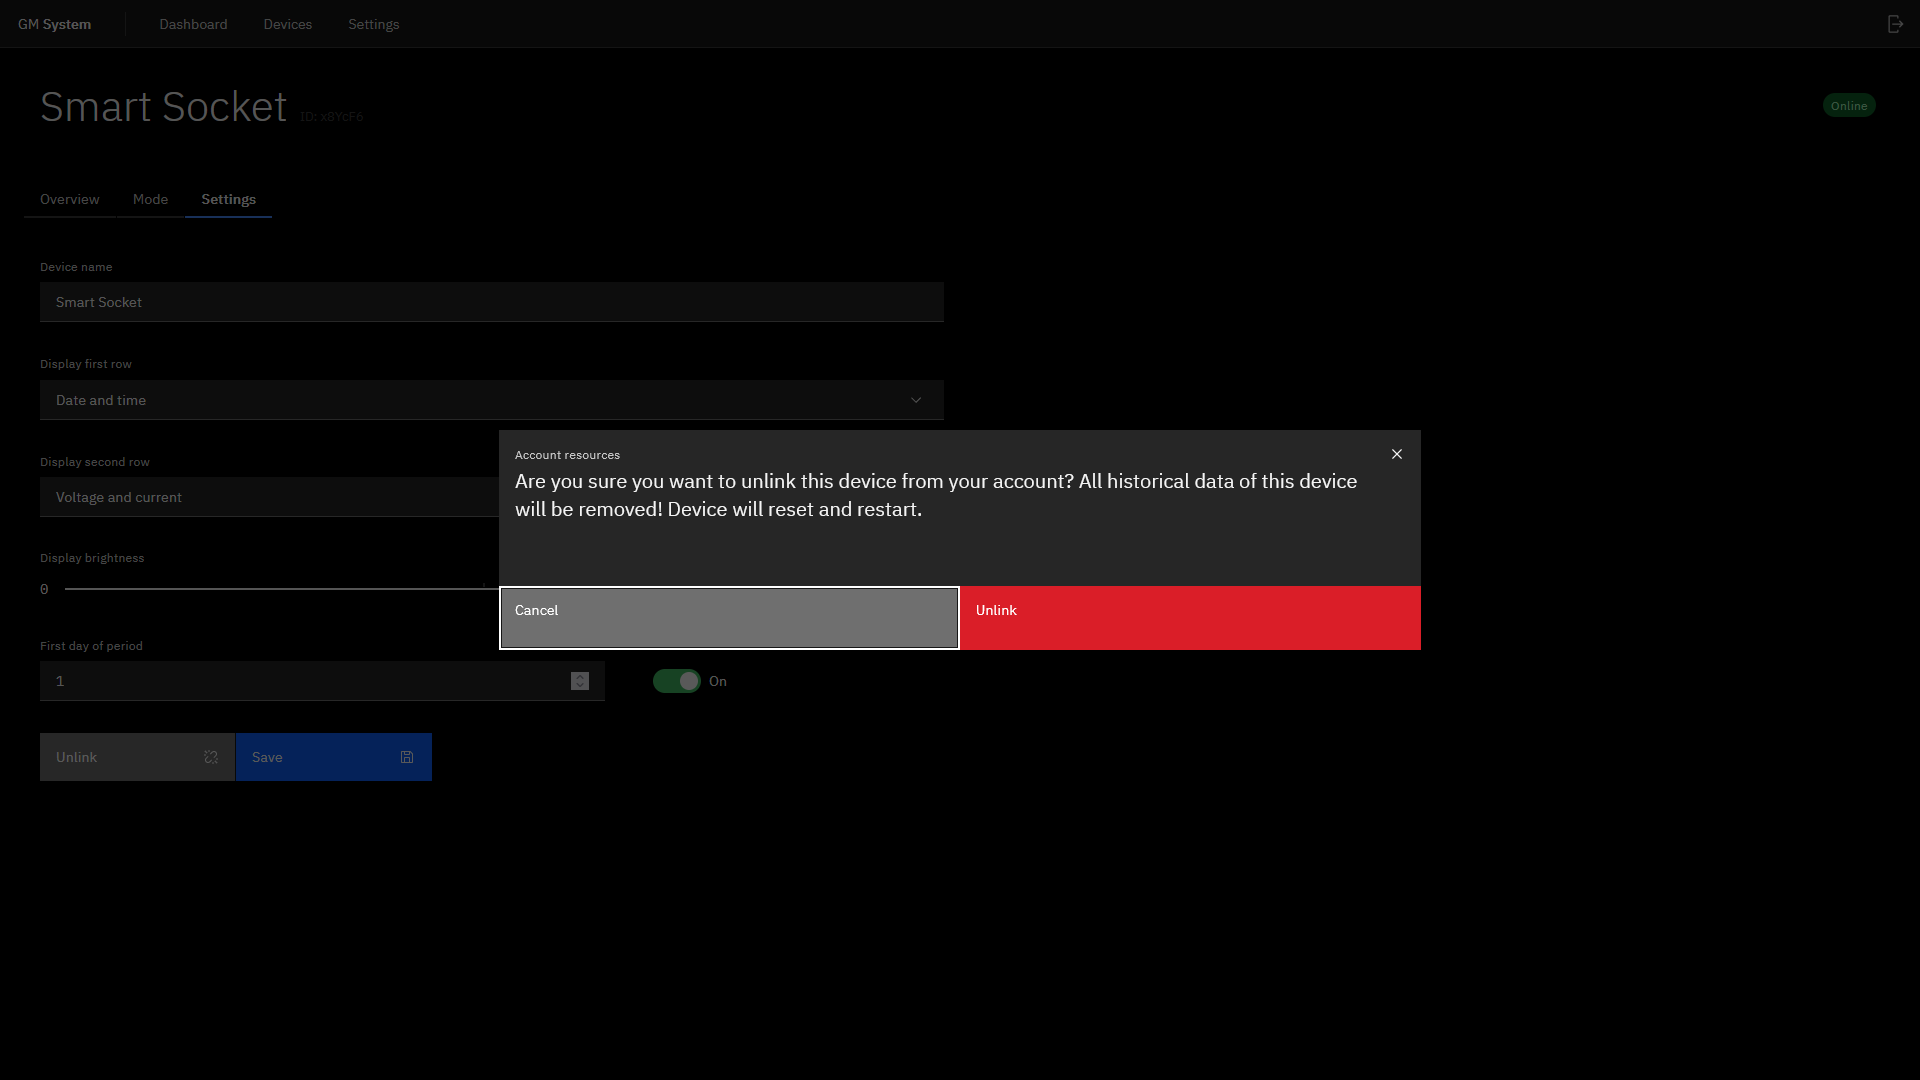 GM System Dashboard Devices Settings
Smart Socket ID: x8YcF6 Online
Overview Mode Settings
Device name
Smart Socket
Display first row
Date and time
Account resources
Are you sure you want to unlink this device from your account? All historical data of this device
will be removed! Device will reset and restart.
Cancel Unlink
Display second row
Voltage and current
Display brightness
0
First day of period
1 On
Unlink Save